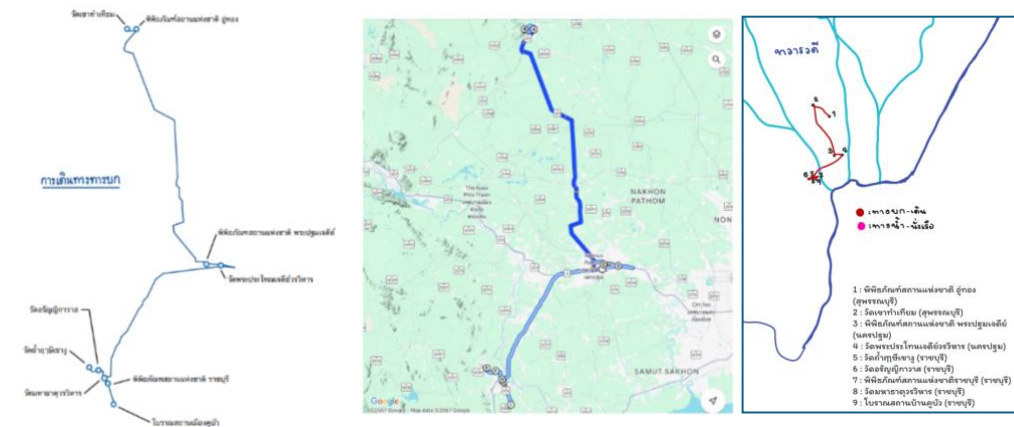 วัดเขาทำเทียม
พิพิธภัณฑ์สถานแห่งชาติ อู่ทอง
การเดินทางทางบก
พิพิธภัณฑสถานแห่งชาติ พระปฐมเจดีย์
วัดพระประโทนเจดีย์วรวิหาร
วัดอรัญญิกาวาส
วัดถ้ำฤาษีเขางู
วัดมหาธาตุวรวิหาร
พิพิธภัณฑ์สถานแห่งชาติ ราชบุรี
โบราณสถานเมืองคูบัว
NAKHON
PATHOM
NON
SAMUT SAKHON
Google
ทวารวดี
2
1
3
4
: ทางบก-เดิน
: ทางน้ำ-นั่งเรือ
1 : พิพิธภัณฑ์สถานแห่งชาติ อู่ทอง
(สุพรรณบุรี)
2 : วัดเขาทำเทียม (สุพรรณบุรี)
3 : พิพิธภัณฑ์สถานแห่งชาติ พระปฐมเจดีย์
(นครปฐม)
4 : วัดพระประโทนเจดีย์วรวิหาร (นครปฐม)
5 : วัดถ้ำฤาษีเขางู (ราชบุรี)
6 : วัดอรัญญิกาวาส (ราชบุรี)
7 : พิพิธภัณฑ์สถานแห่งชาติราชบุรี (ราชบุรี)
8 : วัดมหาธาตุวรวิหาร (ราชบุรี)
9 : โบราณสถานบ้านคูบัว (ราชบุรี)